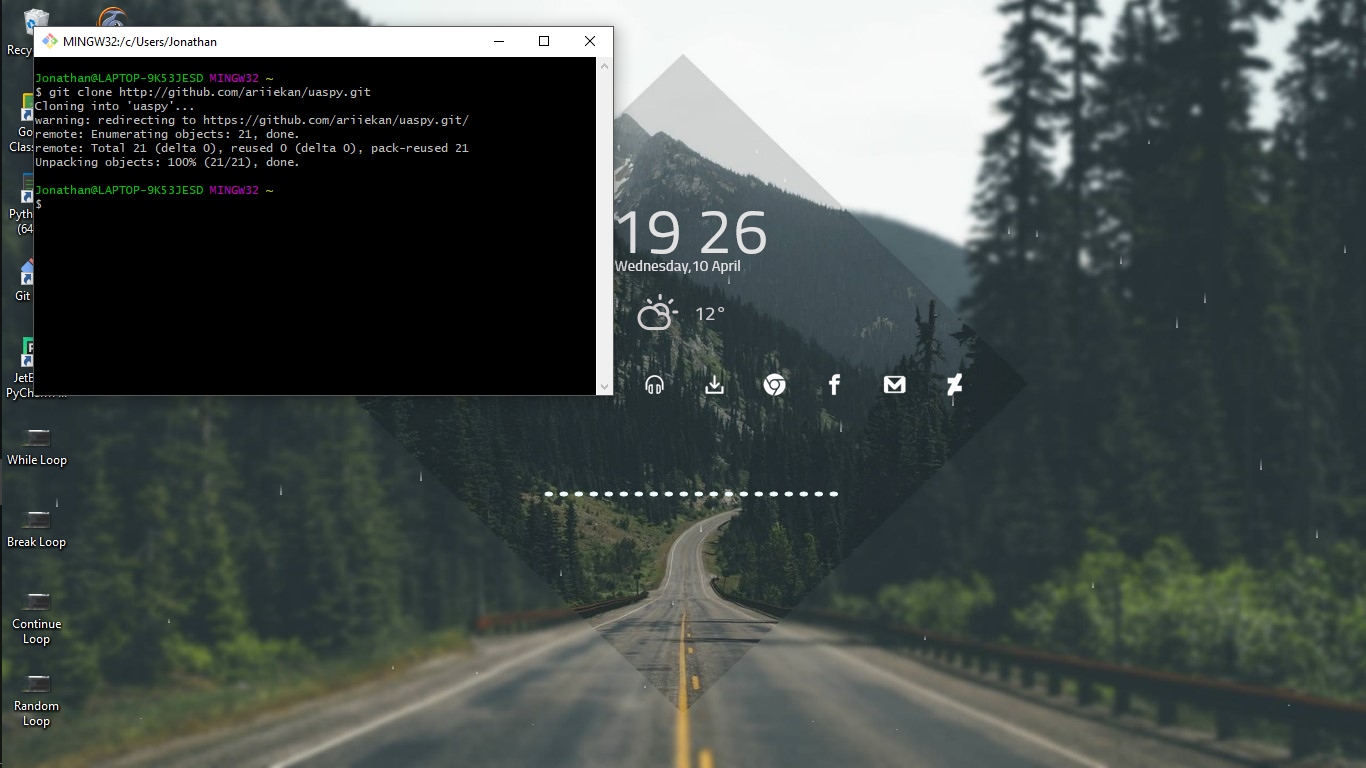 MINGW32:/c/Users/Jonathan
Jonathan@LAPTOP-9K53JESD MINGW32 ~
$ git clone http://github.com/ariiekan/uaspy.git
Cloning into 'uaspy'...
warning: redirecting to https://github.com/ariiekan/uaspy.git/
remote: Enumerating objects: 21, done.
remote: Total 21 (delta 0), reused 0 (delta 0), pack-reused 21
Unpacking objects: 100% (21/21), done.
Jonathan@LAPTOP-9K53JESD MINGW32 ~
$
19 26
Wednesday,10 April
12°
Recy
Go
Class
Pyth
(64
Git
JetB
PyCharm
While Loop
Break Loop
Continue
Loop
Random
Loop